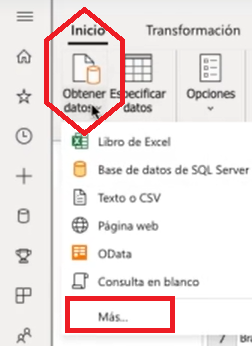 Inicio Transformación
Obtener Especificar Opciones
datos datos
Libro de Excel
Base de datos de SQL Server
Texto o CSV
Página web
OData
Consulta en blanco
Más...